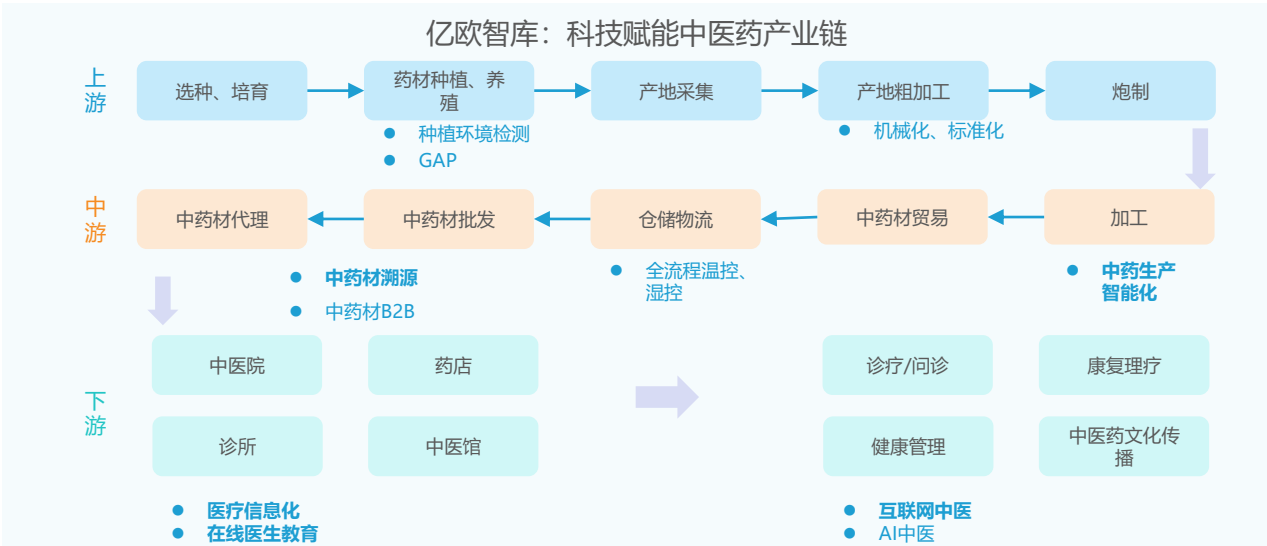 亿欧智库：科技赋能中医药产业链
上
游
选种、培育
药材种植、养
殖
产地采集
产地粗加工
炮制
● 种植环境检测
● GAP
● 机械化、标准化
中
游
中药材代理
中药材批发
仓储物流
中药材贸易
加工
● 中药材溯源
● 中药材B2B
● 全流程温控、
湿控
● 中药生产
智能化
下
游
中医院
药店
诊疗/问诊
康复理疗
诊所
中医馆
健康管理
中医药文化传
播
● 医疗信息化
● 在线医生教育
● 互联网中医
● AI中医